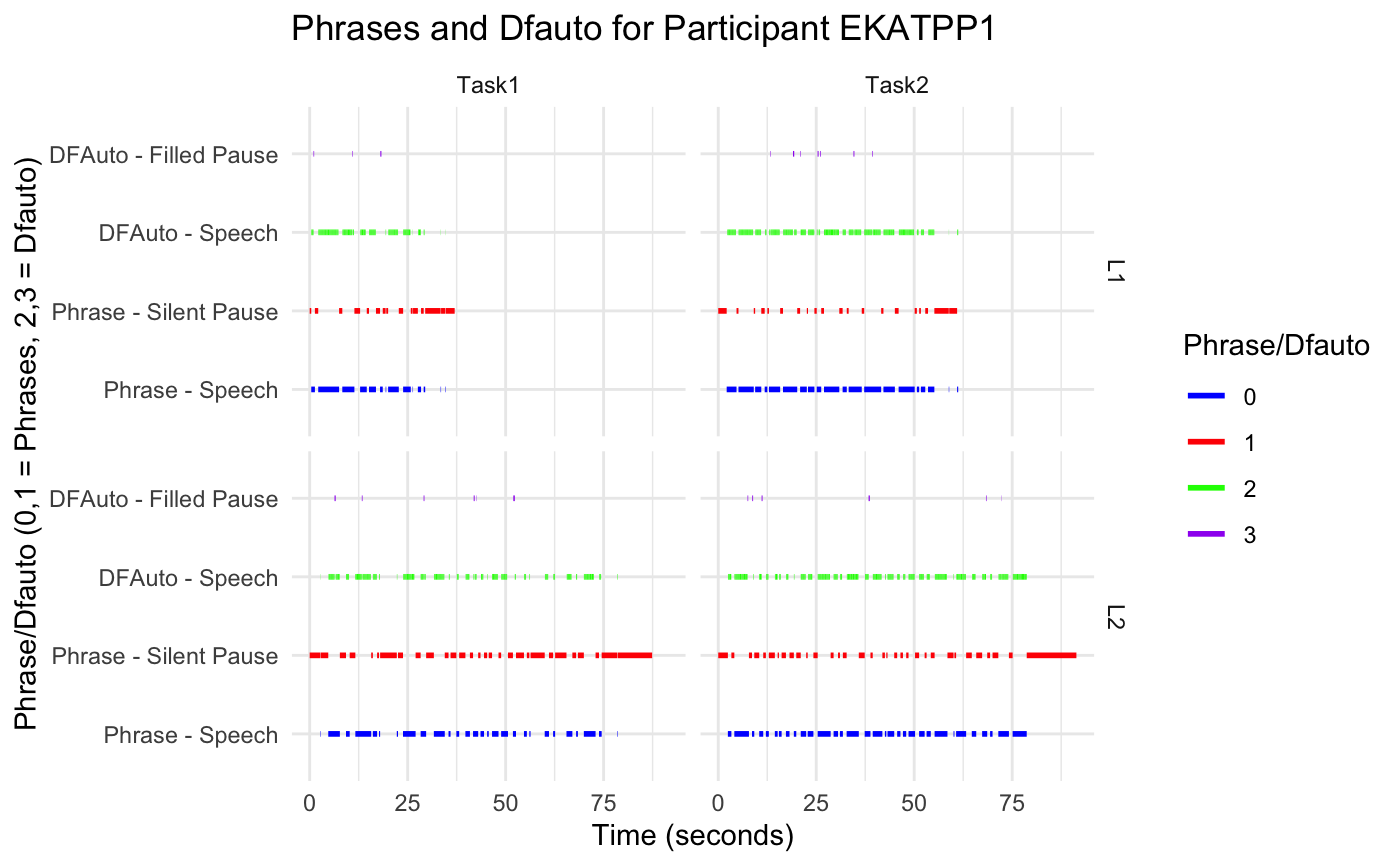 Phrases and Dfauto for Participant EKATPP1
Task1
Task2
Phrase/Dfauto (0,1 = Phrases, 2,3 = Dfauto)
DFAuto - Filled Pause
DFAuto - Speech
Phrase - Silent Pause
Phrase - Speech
L1
DFAuto - Filled Pause
DFAuto - Speech
Phrase - Silent Pause
Phrase - Speech
L2
0 25 50 75
0 25 50 75
Time (seconds)
Phrase/Dfauto
0
1
2
3